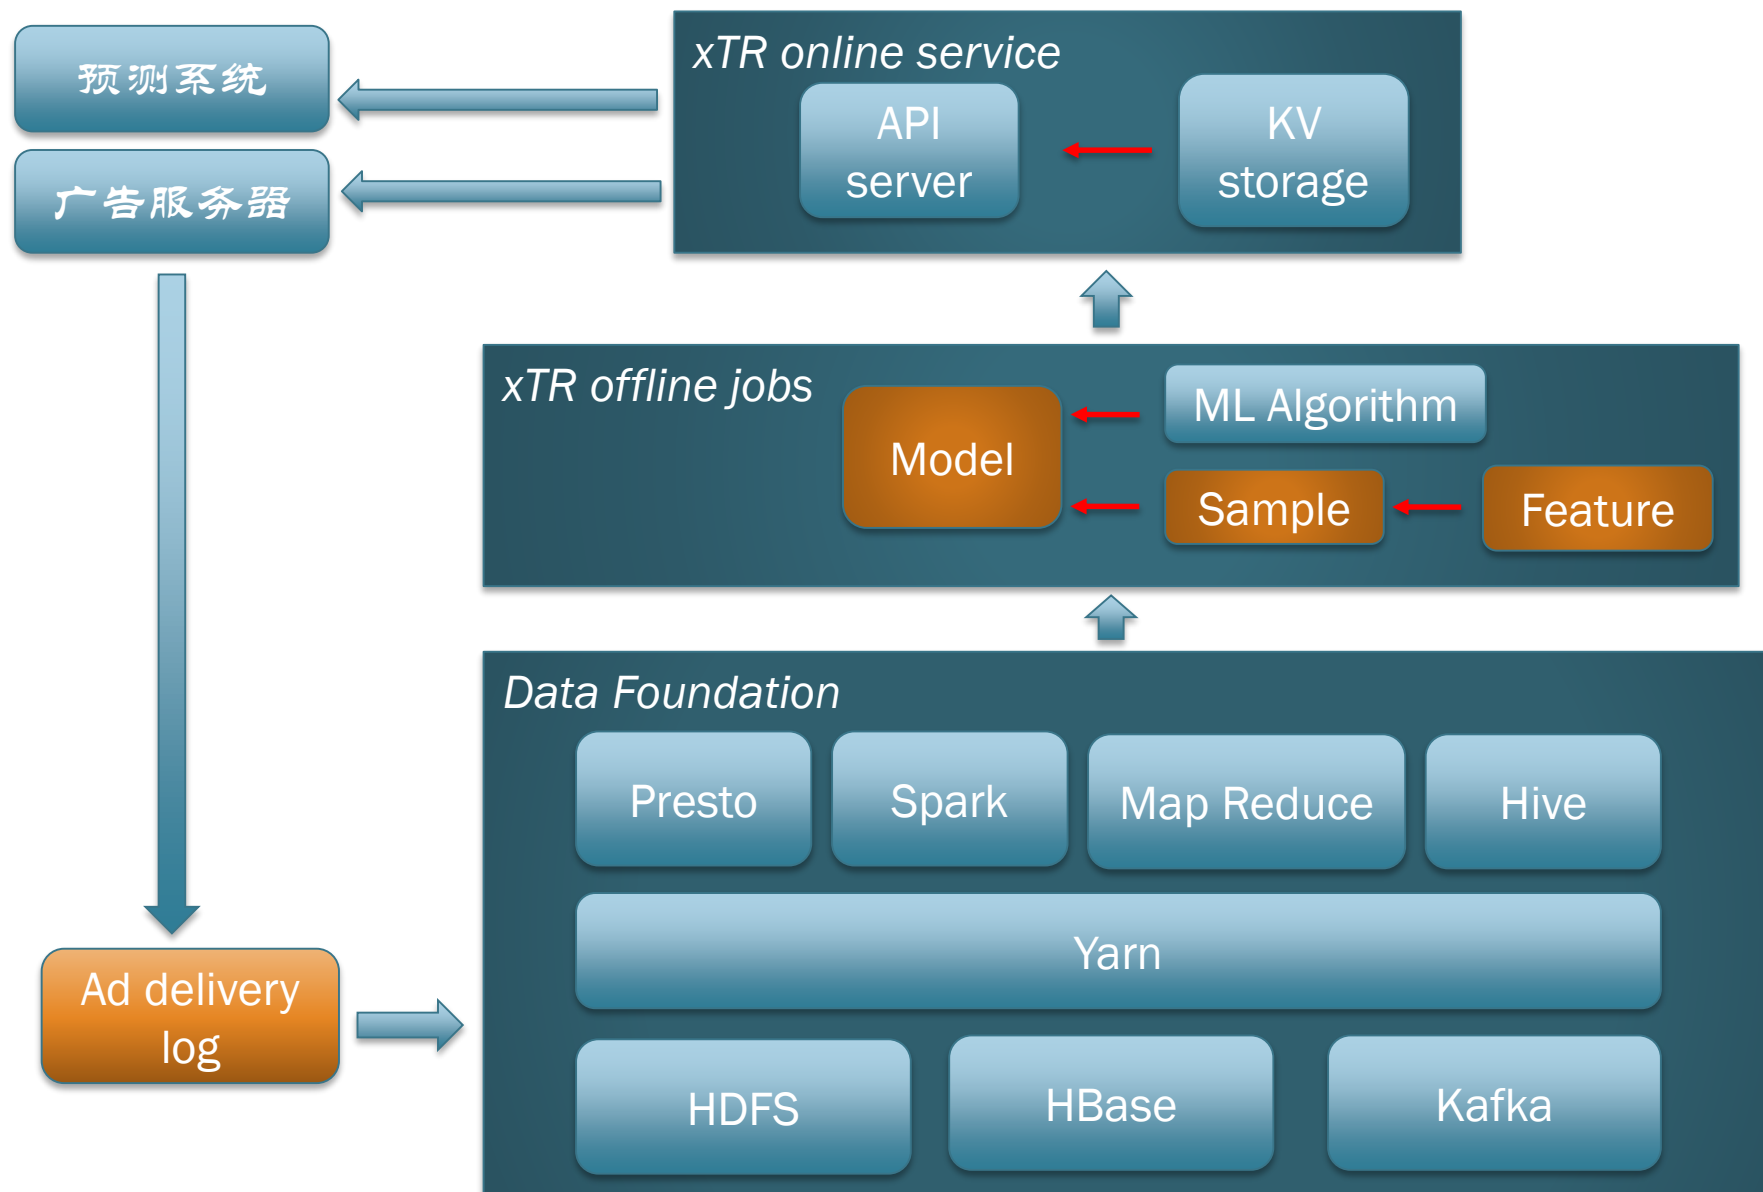 预测系统
广告服务器
xTR online service
API
server
KV
storage
xTR offline jobs
Model
ML Algorithm
Sample
Feature
Data Foundation
Presto
Spark
Map Reduce
Hive
Yarn
Ad delivery
log
HDFS
HBase
Kafka